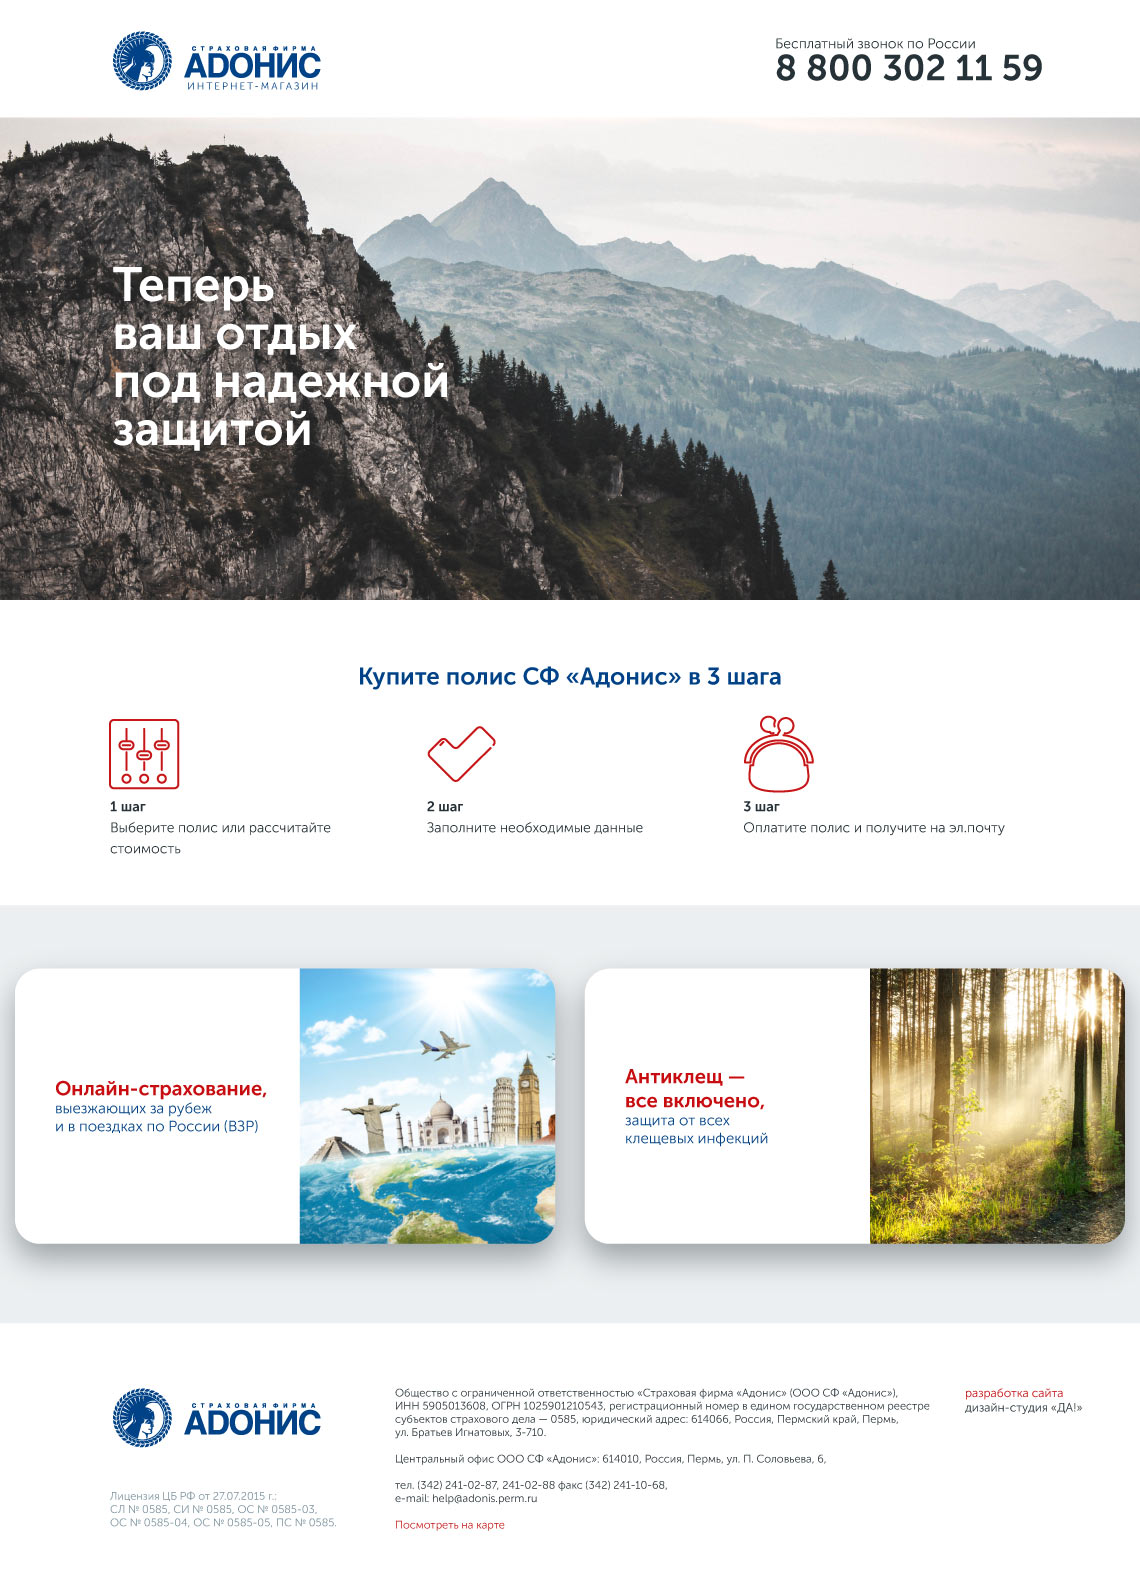 СТРАХОВАЯ ФИРМА
АДОНИС
ИНТЕРНЕТ-МАГАЗИН
Бесплатный звонок по России
8 800 302 11 59
Теперь
ваш отдых
под надежной
защитой
Купите полис СФ «Адонис» в 3 шага
1 шаг
Выберите полис или рассчитайте
стоимость
2 шаг
Заполните необходимые данные
3 шаг
Оплатите полис и получите на эл.почту
Онлайн-страхование,
выезжающих за рубеж
и в поездках по России (ВЗР)
Антиклещ —
все включено,
защита от всех
клещевых инфекций
СТРАХОВАЯ ФИРМА
АДОНИС
Лицензия ЦБ РФ от 27.07.2015 г.:
СЛ № 0585, СИ № 0585, ОС № 0585-03,
ОС № 0585-04, ОС № 0585-05, ПС № 0585.
Общество с ограниченной ответственностью «Страховая фирма «Адонис» (ООО СФ «Адонис»),
ИНН 5905013608, ОГРН 1025901210543, регистрационный номер в едином государственном реестре
субъектов страхового дела — 0585, юридический адрес: 614066, Россия, Пермский край, Пермь,
ул. Братьев Игнатовых, 3-710.
Центральный офис ООО СФ «Адонис»: 614010, Россия, Пермь, ул. П. Соловьева, 6,
тел. (342) 241-02-87, 241-02-88 факс (342) 241-10-68,
e-mail: help@adonis.perm.ru
Посмотреть на карте
разработка сайта
дизайн-студия «ДА!»